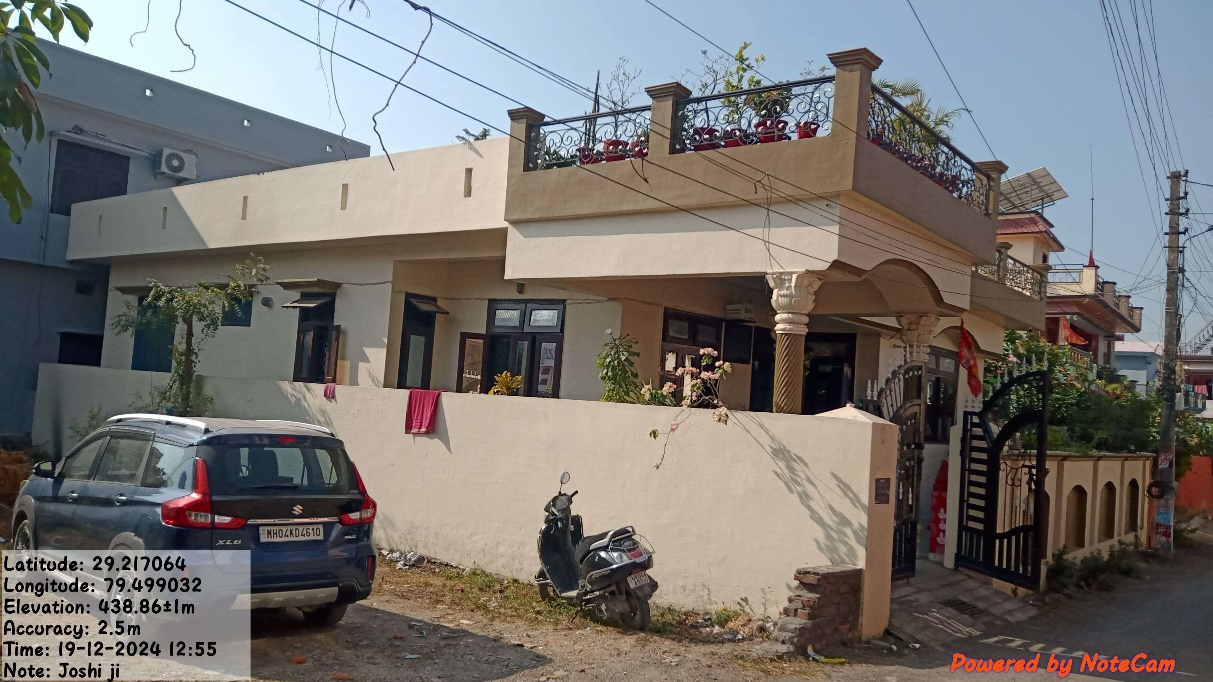 XL6
MH04KD4610
Latitude: 29.217064
Longitude: 79.499032
Elevation: 438.86±1m
Accuracy: 2.5m
Time: 19-12-2024 12:55
Note: Joshi ji
Powered by NoteCam